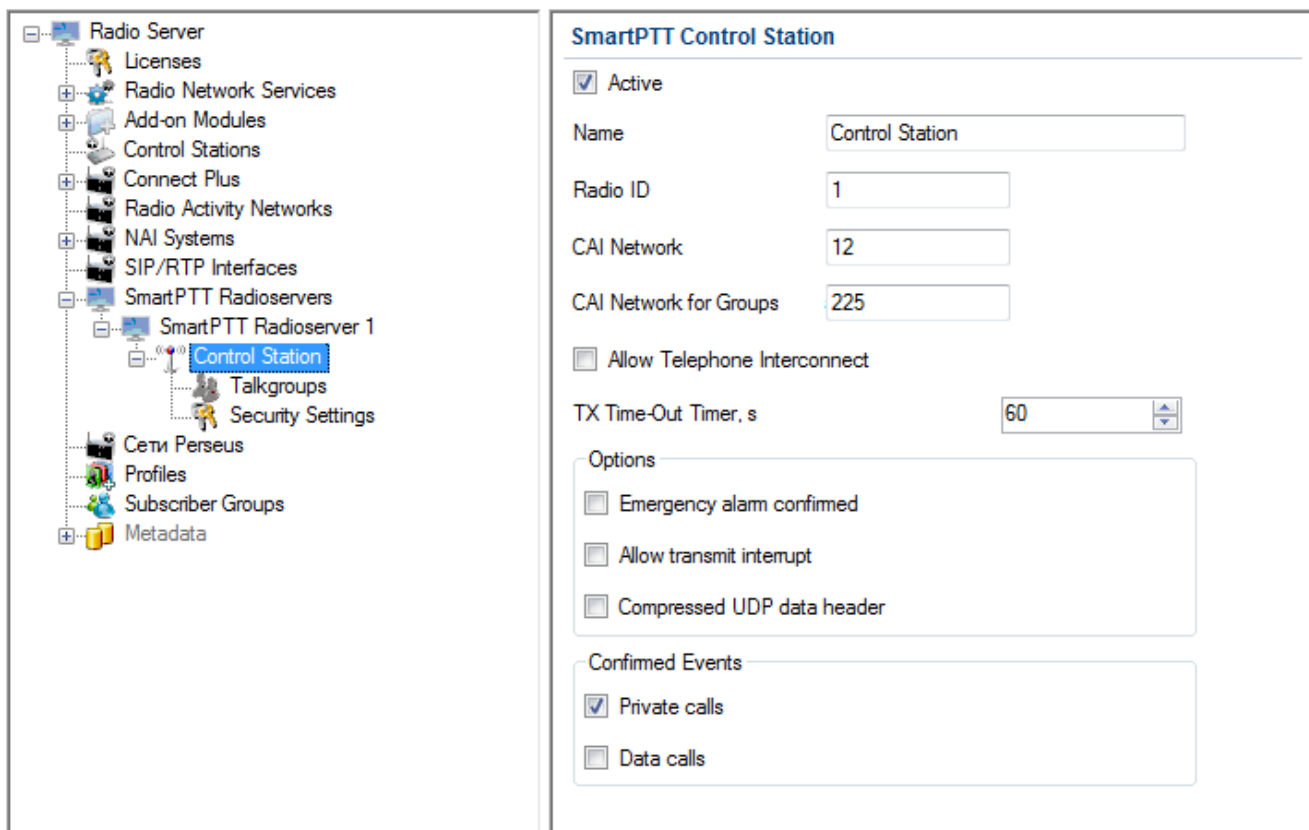 Radio Server
Licenses
Radio Network Services
Add-on Modules
Control Stations
Connect Plus
Radio Activity Networks
NAI Systems
SIP/RTP Interfaces
SmartPTT Radioservers
SmartPTT Radioserver 1
Control Station
Talkgroups
Security Settings
Сети Perseus
Profiles
Subscriber Groups
Metadata
SmartPTT Control Station
Active
Name Control Station
Radio ID 1
CAI Network 12
CAI Network for Groups 225
Allow Telephone Interconnect
TX Time-Out Timer, s 60
Options
Emergency alarm confirmed
Allow transmit interrupt
Compressed UDP data header
Confirmed Events
Private calls
Data calls